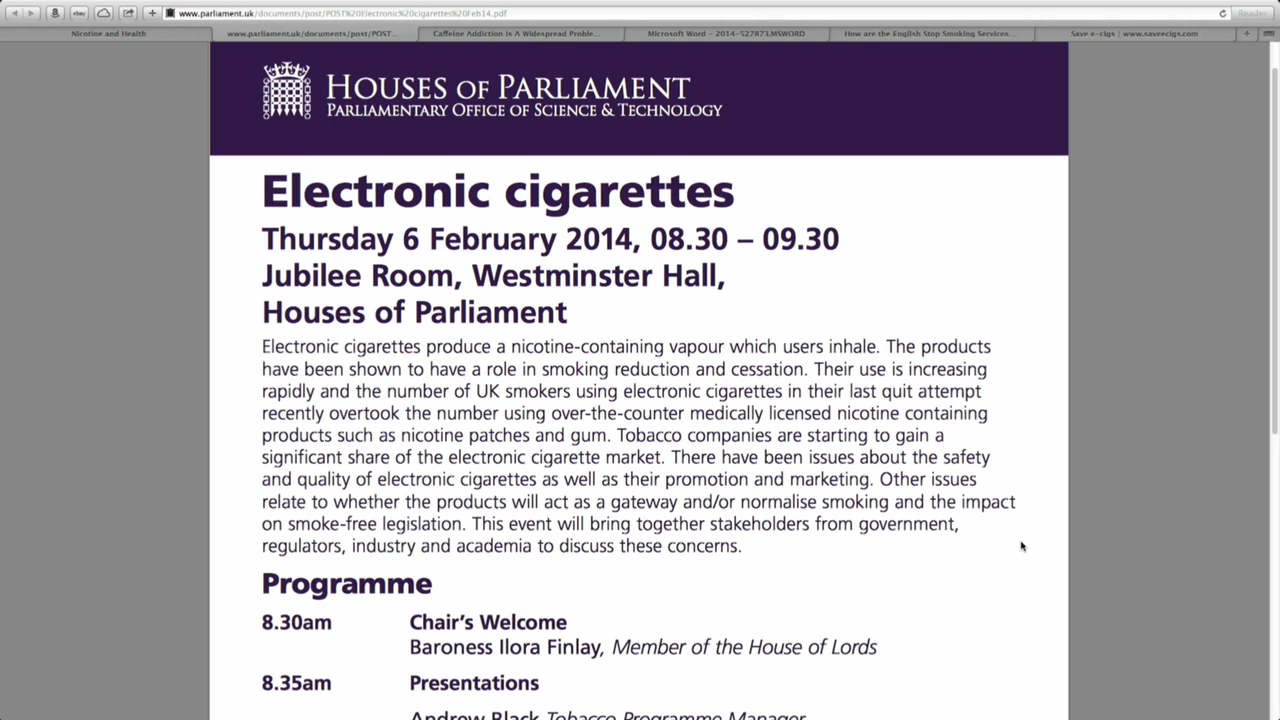 www.parliament.uk/documents/post/POST%20Electronic%20cigarettes%20Feb14.pdf
Reader
Nicotine and Health
www.parliament.uk/documents/post/POST...
Caffeine Addiction Is A Widespread Proble...
Microsoft Word - 2014-527873.MSWORD
How are the English Stop Smoking Services...
Save e-cigs | www.saveecigs.com
HOUSES OF PARLIAMENT
PARLIAMENTARY OFFICE OF SCIENCE & TECHNOLOGY
Electronic cigarettes
Thursday 6 February 2014, 08.30 – 09.30
Jubilee Room, Westminster Hall,
Houses of Parliament
Electronic cigarettes produce a nicotine-containing vapour which users inhale. The products
have been shown to have a role in smoking reduction and cessation. Their use is increasing
rapidly and the number of UK smokers using electronic cigarettes in their last quit attempt
recently overtook the number using over-the-counter medically licensed nicotine containing
products such as nicotine patches and gum. Tobacco companies are starting to gain a
significant share of the electronic cigarette market. There have been issues about the safety
and quality of electronic cigarettes as well as their promotion and marketing. Other issues
relate to whether the products will act as a gateway and/or normalise smoking and the impact
on smoke-free legislation. This event will bring together stakeholders from government,
regulators, industry and academia to discuss these concerns.
Programme
8.30am Chair's Welcome
Baroness Ilora Finlay, Member of the House of Lords
8.35am Presentations
Andrew Black Tobacco Programme Manager